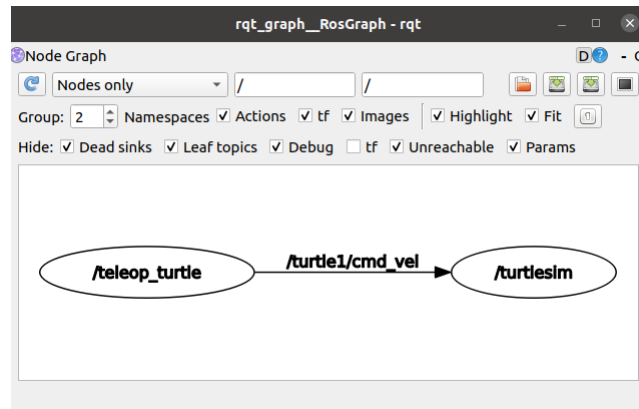 rqt_graph__RosGraph - rqt
Node Graph D ? -
Nodes only / /
Group: 2 Namespaces Actions tf Images Highlight Fit
Hide: Dead sinks Leaf topics Debug tf Unreachable Params
/teleop_turtle /turtle1/cmd_vel /turtlesim